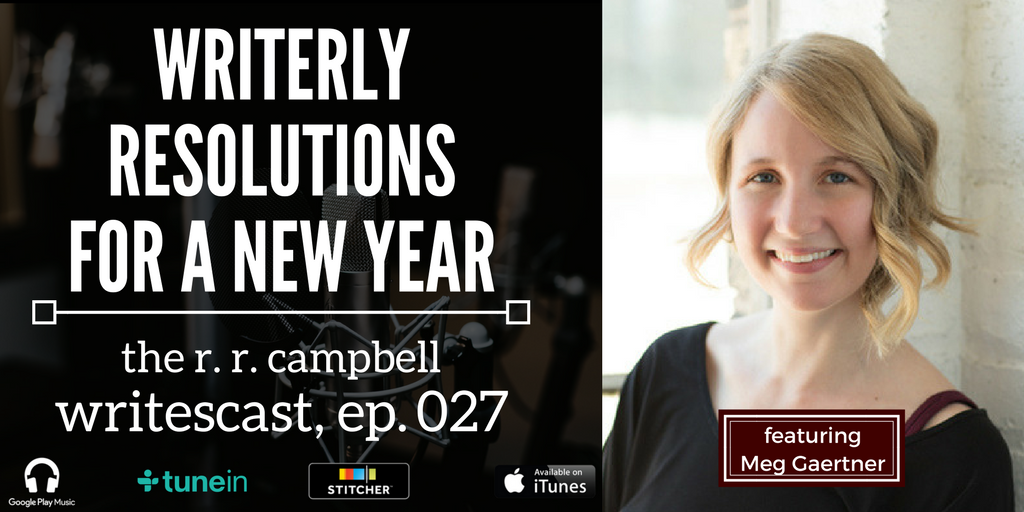 WRITERLY
RESOLUTIONS
FOR A NEW YEAR
the r. r. campbell
writescast, ep. 027
Google Play Music
tunein
STITCHER
Available on
iTunes
featuring
Meg Gaertner